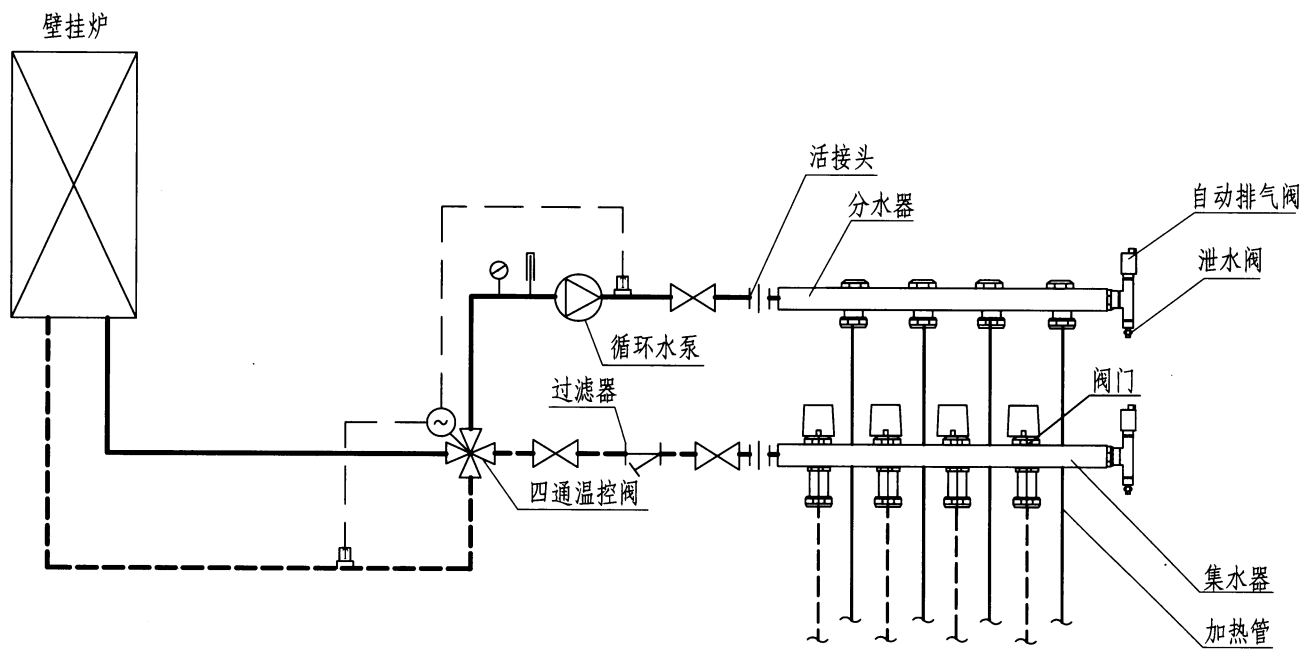 壁挂炉
活接头
分水器
自动排气阀
泄水阀
循环水泵
过滤器
阀门
四通温控阀
集水器
加热管